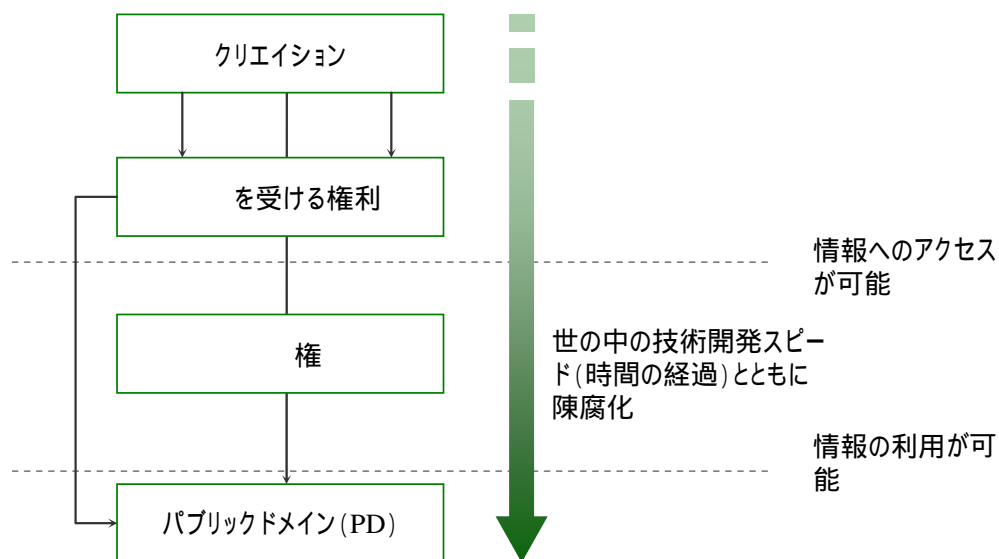 クリエイション
を受ける権利
情報へのアクセス
が可能
権
世の中の技術開発スピー
ド(時間の経過)とともに
陳腐化
情報の利用が可
能
パブリックドメイン(PD)